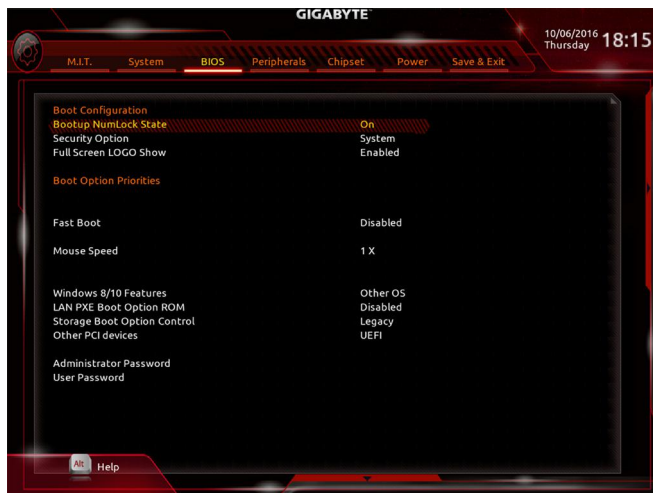 GIGABYTE™
10/06/2016 18:15
Thursday
M.I.T. System BIOS Peripherals Chipset Power Save & Exit
Boot Configuration
Bootup NumLock State On
Security Option System
Full Screen LOGO Show Enabled
Boot Option Priorities
Fast Boot Disabled
Mouse Speed 1 X
Windows 8/10 Features Other OS
LAN PXE Boot Option ROM Disabled
Storage Boot Option Control Legacy
Other PCI devices UEFI
Administrator Password
User Password
Alt Help